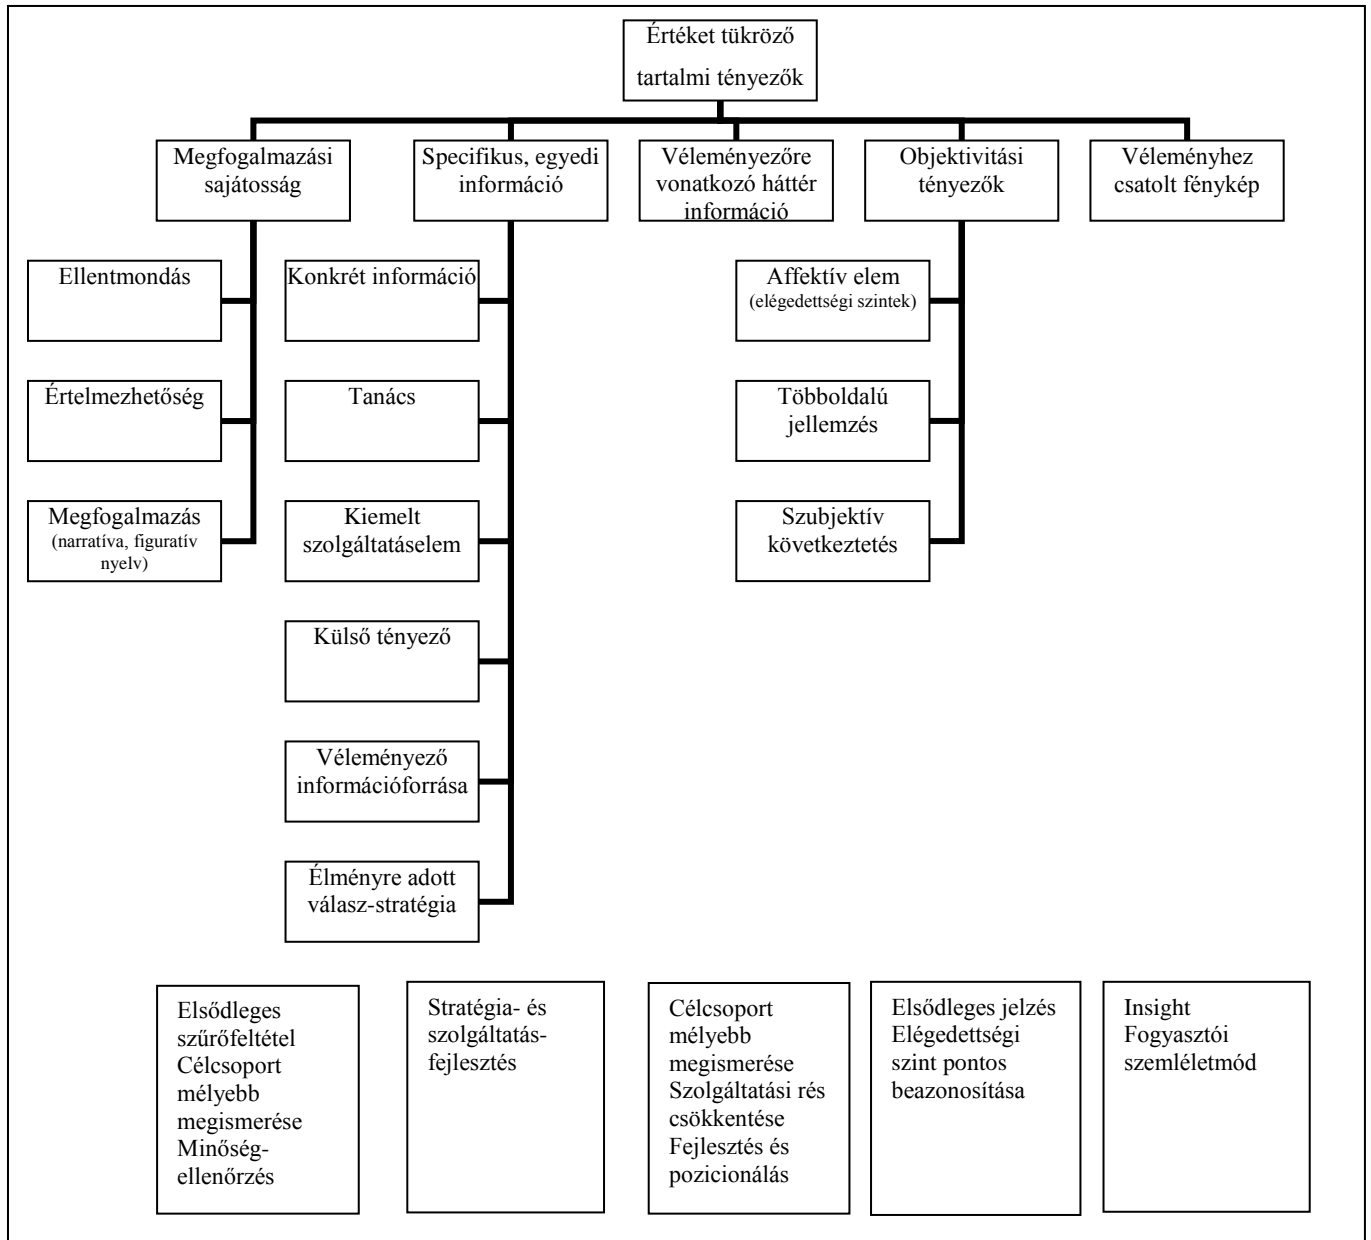 Értéket tükröző
tartalmi tényezők
Megfogalmazási
sajátosság
Specifikus, egyedi
információ
Véleményezőre
vonatkozó háttér
információ
Objektivitási
tényezők
Véleményhez
csatolt fénykép
Ellentmondás
Értelmezhetőség
Megfogalmazás
(narratíva, figuratív
nyelv)
Konkrét információ
Tanács
Kiemelt
szolgáltatáselem
Külső tényező
Véleményező
információforrása
Élményre adott
válasz-stratégia
Affektív elem
(elégedettségi szintek)
Többoldalú
jellemzés
Szubjektív
következtetés
Elsődleges
szűrőfeltétel
Célcsoport
mélyebb
megismerése
Minőség-
ellenőrzés
Stratégia- és
szolgáltatás-
fejlesztés
Célcsoport
mélyebb
megismerése
Szolgáltatási rés
csökkentése
Fejlesztés és
pozicionálás
Elsődleges jelzés
Elégedettségi
szint pontos
beazonosítása
Insight
Fogyasztói
szemléletmód